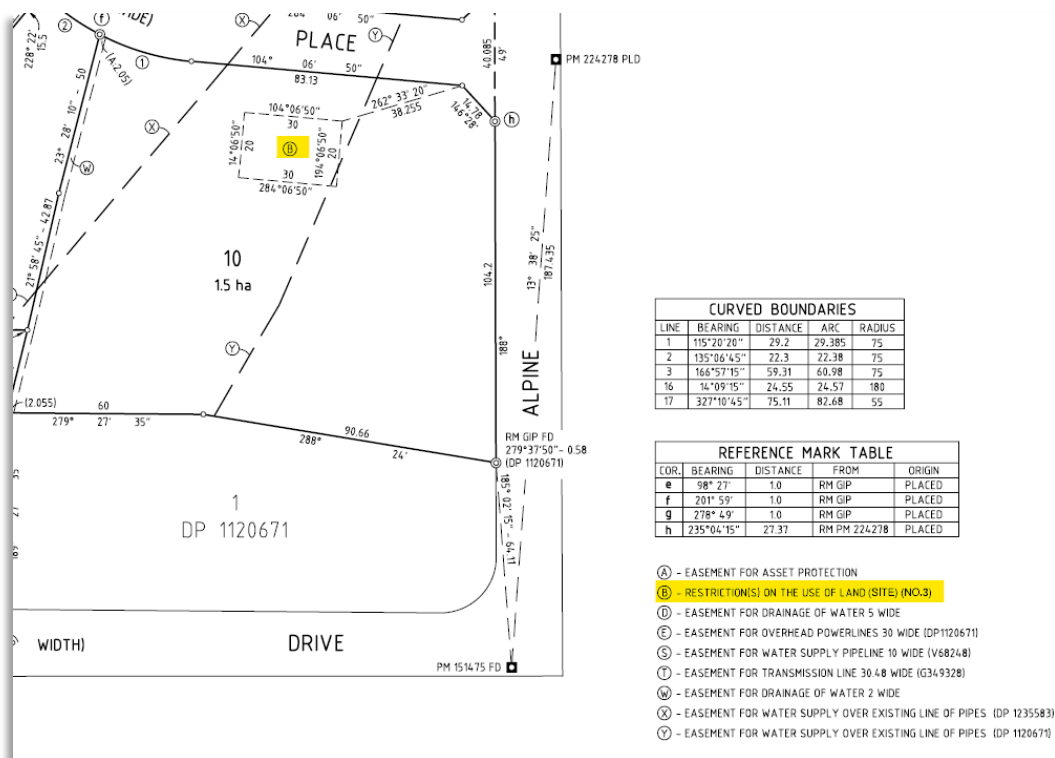 IDE)
284° 06' 50"
PLACE
f
2
1
X
Y
228° 22'
15.5
(A:2.05)
104° 06' 50"
83.13
40.085
49'
PM 224278 PLD
262° 33' 20"
38.255
14.78
146°28'
h
104°06'50"
30
14°06'50"
20
B
194°06'50"
20
30
284°06'50"
X
23° 28' 10" - 50
W
21° 58' 45" - 42.87
10
1.5 ha
Y
104.2
188°
13° 38' 25"
187.435
ALPINE
(2.055)
60
279° 27' 35"
90.66
288° 24'
RM GIP FD
279°37'50"- 0.58
(DP 1120671)
185° 02' 15" - 64.11
1
DP 1120671
WIDTH)
DRIVE
PM 151475 FD
CURVED BOUNDARIES
LINE BEARING DISTANCE ARC RADIUS
1 115°20'20" 29.2 29.385 75
2 135°06'45" 22.3 22.38 75
3 166°57'15" 59.31 60.98 75
16 14°09'15" 24.55 24.57 180
17 327°10'45" 75.11 82.68 55
REFERENCE MARK TABLE
COR. BEARING DISTANCE FROM ORIGIN
e 98° 27' 1.0 RM GIP PLACED
f 201° 59' 1.0 RM GIP PLACED
g 278° 49' 1.0 RM GIP PLACED
h 235°04'15" 27.37 RM PM 224278 PLACED
A - EASEMENT FOR ASSET PROTECTION
B - RESTRICTION(S) ON THE USE OF LAND (SITE) (NO.3)
D - EASEMENT FOR DRAINAGE OF WATER 5 WIDE
E - EASEMENT FOR OVERHEAD POWERLINES 30 WIDE (DP1120671)
S - EASEMENT FOR WATER SUPPLY PIPELINE 10 WIDE (V68248)
T - EASEMENT FOR TRANSMISSION LINE 30.48 WIDE (G349328)
W - EASEMENT FOR DRAINAGE OF WATER 2 WIDE
X - EASEMENT FOR WATER SUPPLY OVER EXISTING LINE OF PIPES (DP 1235583)
Y - EASEMENT FOR WATER SUPPLY OVER EXISTING LINE OF PIPES (DP 1120671)